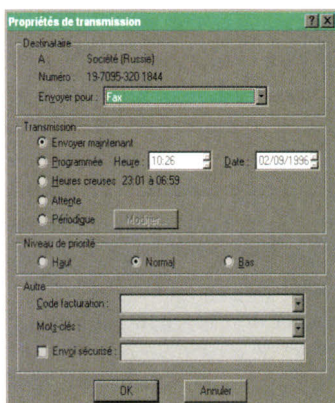 Propriétés de transmission
Destinataire
A : Société (Russie)
Numéro : 19-7095-320 1844
Envoyer pour : Fax
Transmission
Envoyer maintenant
Programmée Heure : 10:26 Date : 02/09/1996
Heures creuses 23:01 à 06:59
Attente
Périodique Modifier...
Niveau de priorité
Haut Normal Bas
Autre
Code facturation :
Mots-clés :
Envoi sécurisé :
OK Annuler